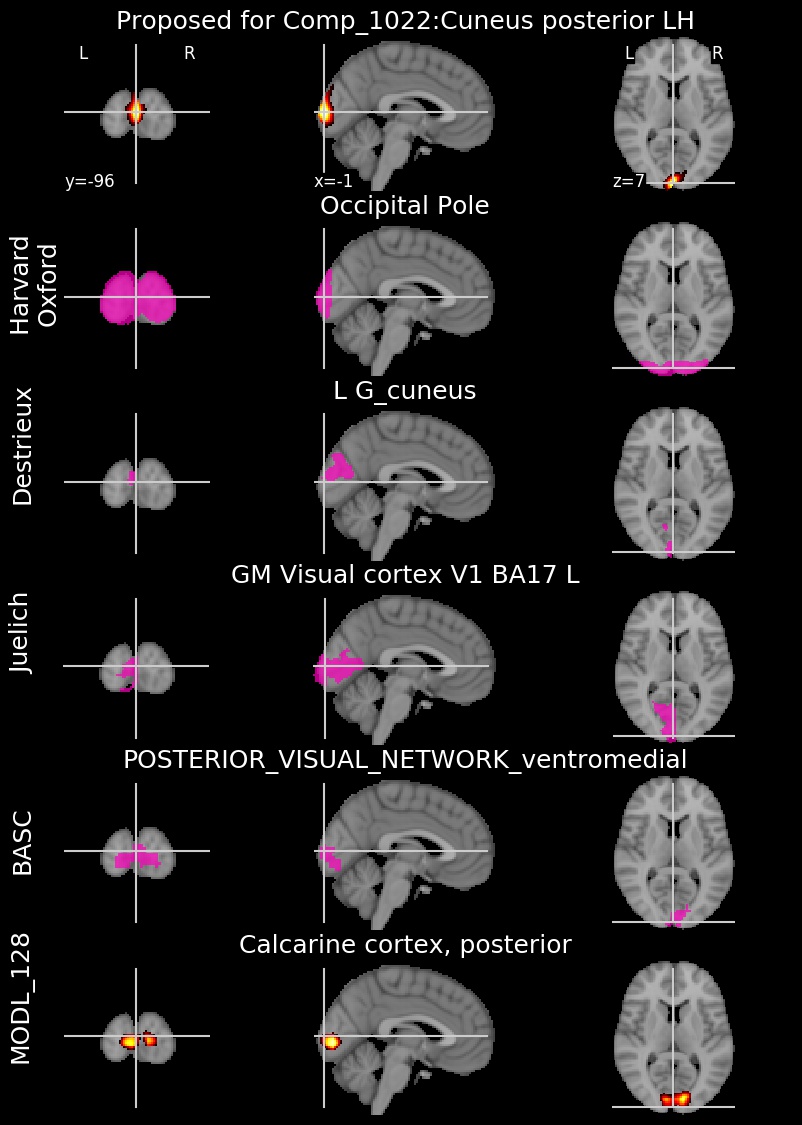 Proposed for Comp_1022:Cuneus posterior LH
L R L R
y=-96 x=-1 z=7
Occipital Pole
Harvard
Oxford
L G_cuneus
Destrieux
GM Visual cortex V1 BA17 L
Juelich
POSTERIOR_VISUAL_NETWORK_ventromedial
BASC
Calcarine cortex, posterior
MODL_128